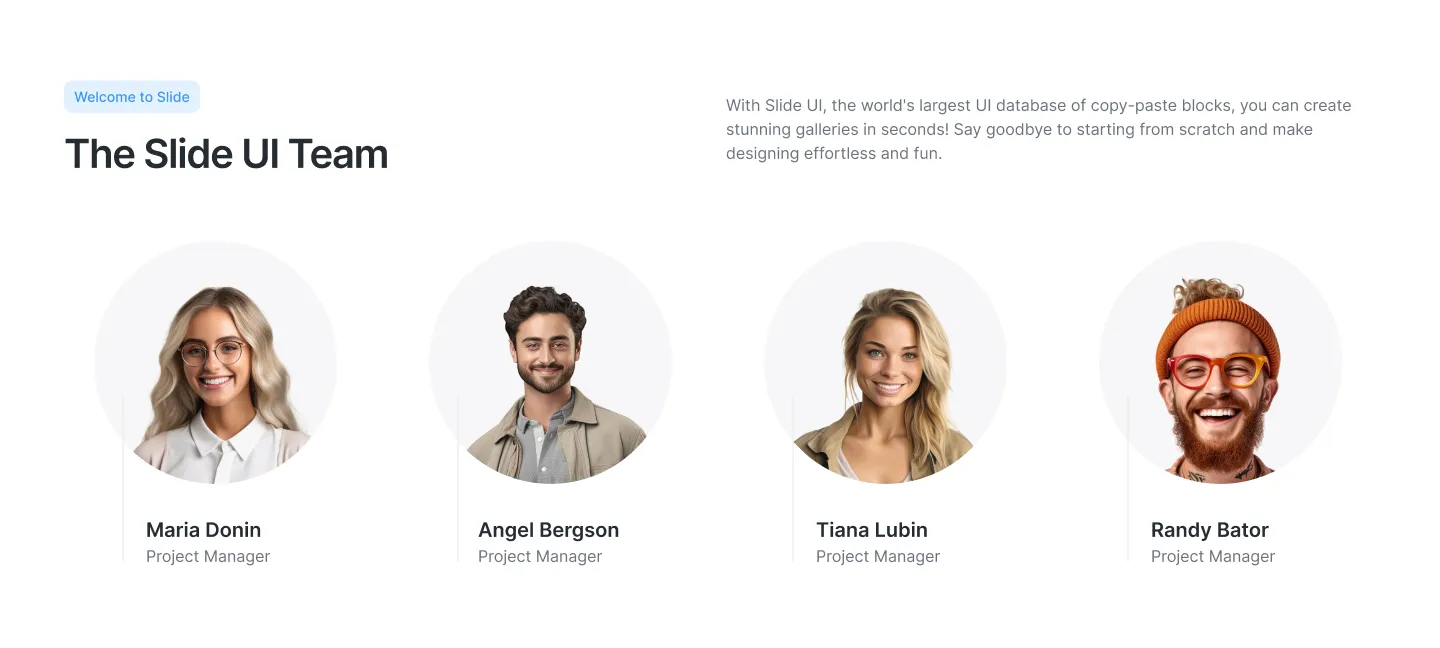 Welcome to Slide
The Slide UI Team
With Slide UI, the world's largest UI database of copy-paste blocks, you can create
stunning galleries in seconds! Say goodbye to starting from scratch and make
designing effortless and fun.
Maria Donin
Project Manager
Angel Bergson
Project Manager
Tiana Lubin
Project Manager
Randy Bator
Project Manager